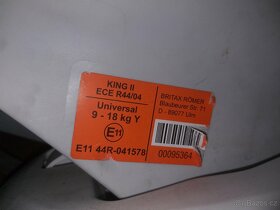 KING II
ECE R44/04
Universal
9 - 18 kg Y
E11
E11 44R-041578
BRITAX RÖMER
Blaubeurer Str. 71
D - 89077 Ulm
00095364